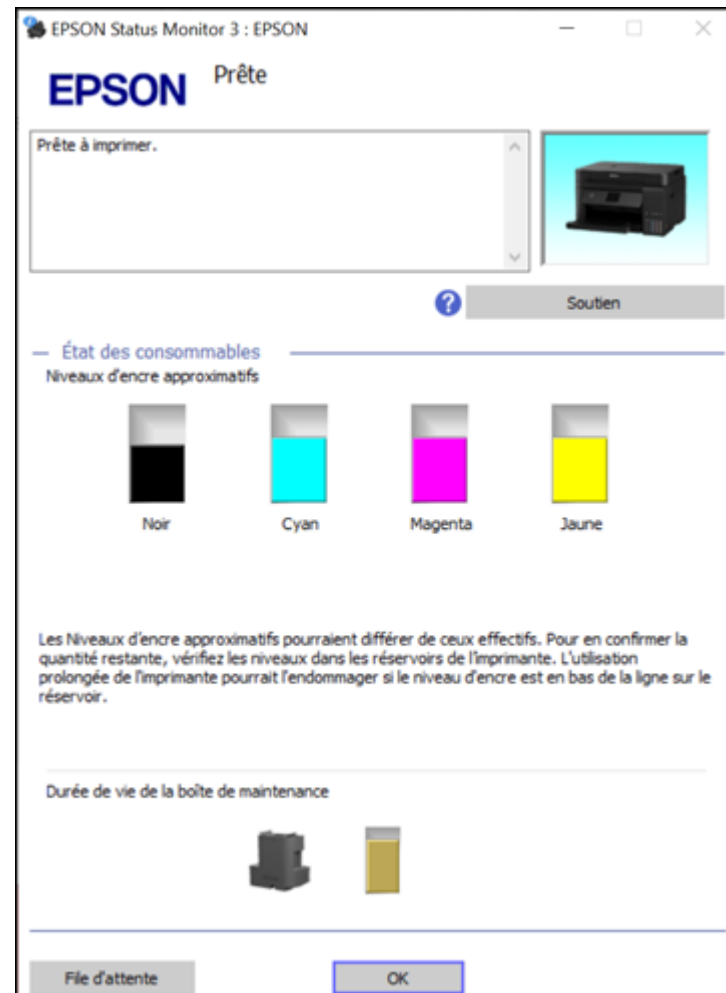 EPSON Status Monitor 3 : EPSON
EPSON
Prête
Prête à imprimer.
?
Soutien
État des consommables
Niveaux d'encre approximatifs
Noir Cyan Magenta Jaune
Les Niveaux d'encre approximatifs pourraient différer de ceux effectifs. Pour en confirmer la
quantité restante, vérifiez les niveaux dans les réservoirs de l'imprimante. L'utilisation
prolongée de l'imprimante pourrait l'endommager si le niveau d'encre est en bas de la ligne sur le
réservoir.
Durée de vie de la boîte de maintenance
File d'attente OK